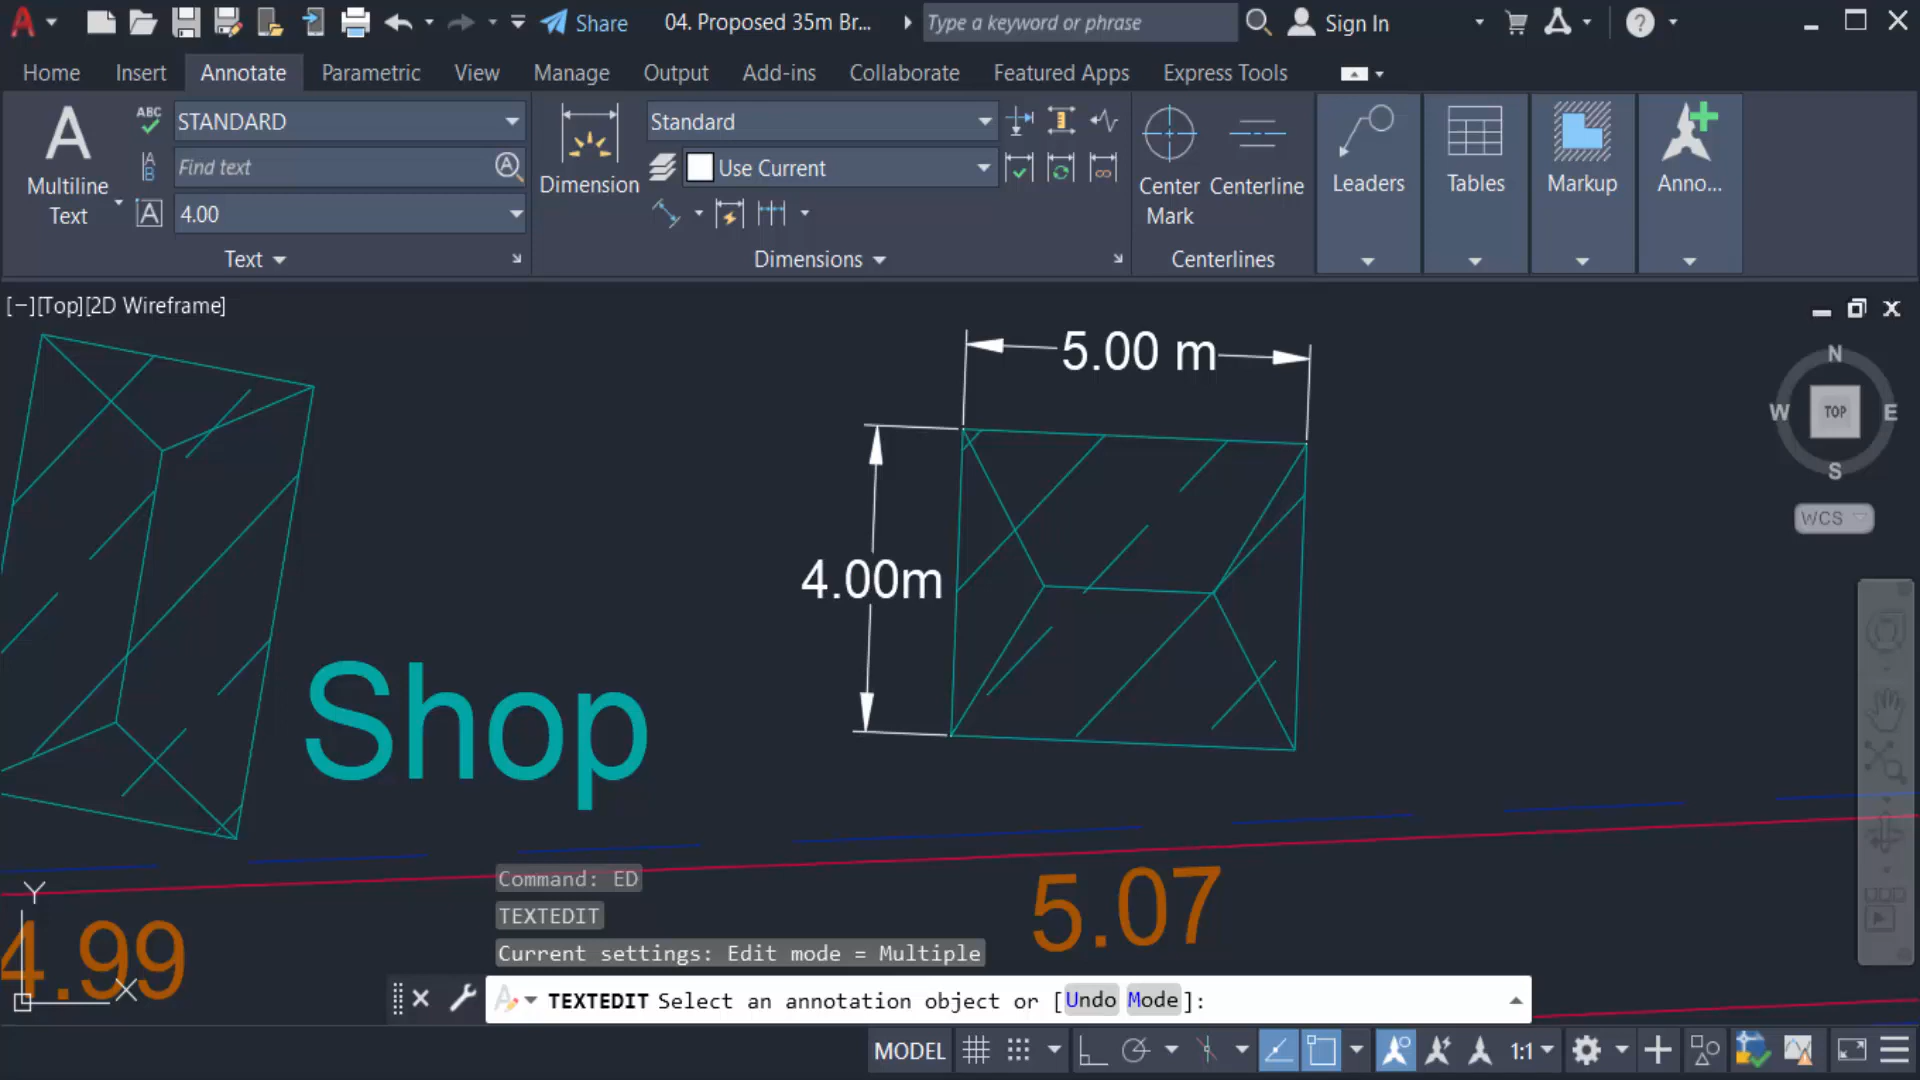 Share
04. Proposed 35m Br...
Type a keyword or phrase
Sign In
Home Insert Annotate Parametric View Manage Output Add-ins Collaborate Featured Apps Express Tools
Multiline Text
ABC
STANDARD
Find text
4.00
Text
Dimension
Standard
Use Current
Dimensions
Center Mark
Centerline
Centerlines
Leaders
Tables
Markup
Anno...
[−][Top][2D Wireframe]
5.00 m
4.00m
Shop
N
W TOP E
S
WCS
5.07
4.99
Y
X
Command: ED
TEXTEDIT
Current settings: Edit mode = Multiple
TEXTEDIT Select an annotation object or [Undo Mode]:
MODEL
1:1